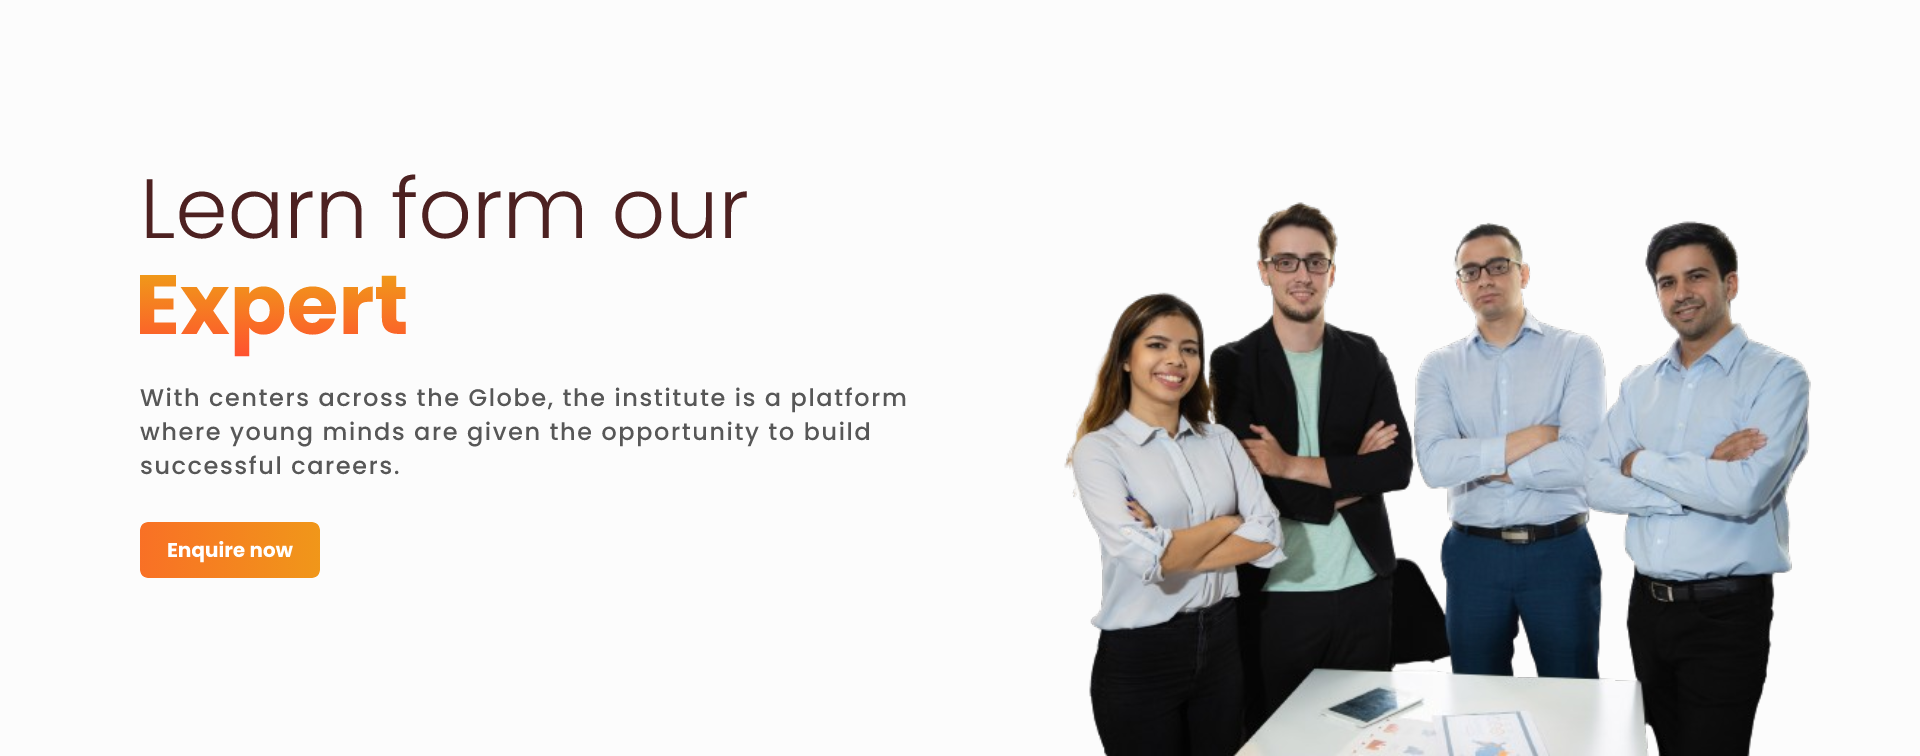 Learn form our
Expert
With centers across the Globe, the institute is a platform
where young minds are given the opportunity to build
successful careers.
Enquire now